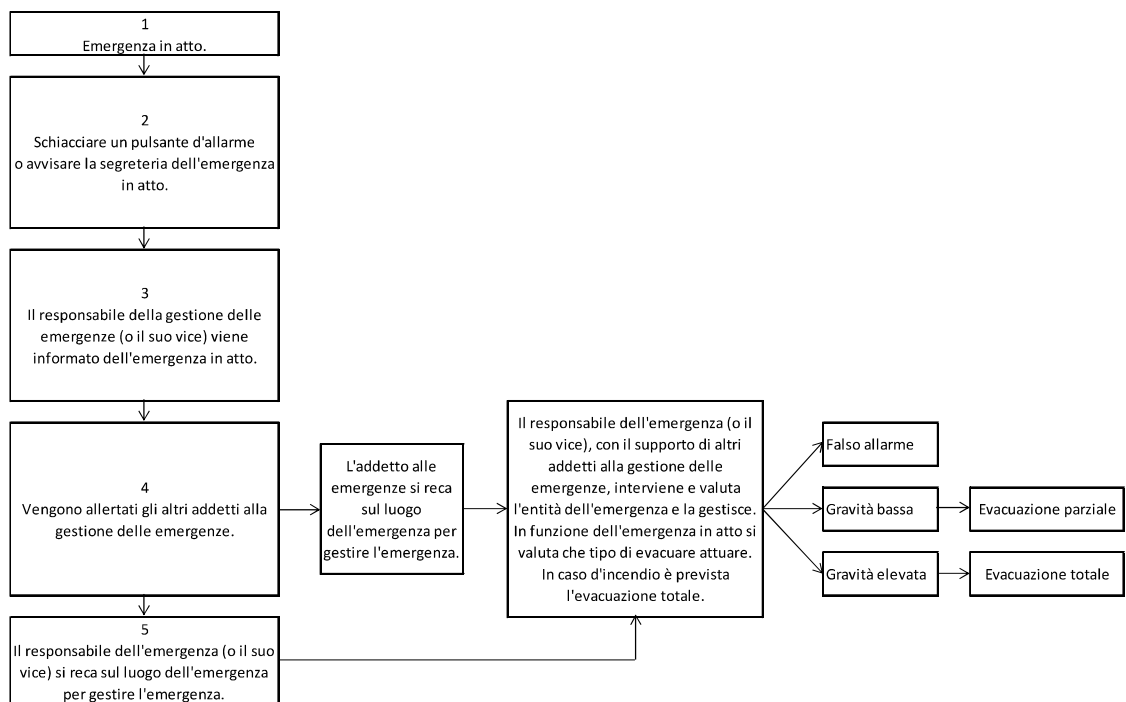 1
Emergenza in atto.
2
Schiacciare un pulsante d'allarme
o avvisare la segreteria dell'emergenza
in atto.
3
Il responsabile della gestione delle
emergenze (o il suo vice) viene
informato dell'emergenza in atto.
4
Vengono allertati gli altri addetti alla
gestione delle emergenze.
5
Il responsabile dell'emergenza (o il suo
vice) si reca sul luogo dell'emergenza
per gestire l'emergenza.
L'addetto alle
emergenze si reca
sul luogo
dell'emergenza per
gestire l'emergenza.
Il responsabile dell'emergenza (o il
suo vice), con il supporto di altri
addetti alla gestione delle
emergenze, interviene e valuta
l'entità dell'emergenza e la gestisce.
In funzione dell'emergenza in atto si
valuta che tipo di evacuare attuare.
In caso d'incendio è prevista
l'evacuazione totale.
Falso allarme
Gravità bassa
Evacuazione parziale
Gravità elevata
Evacuazione totale